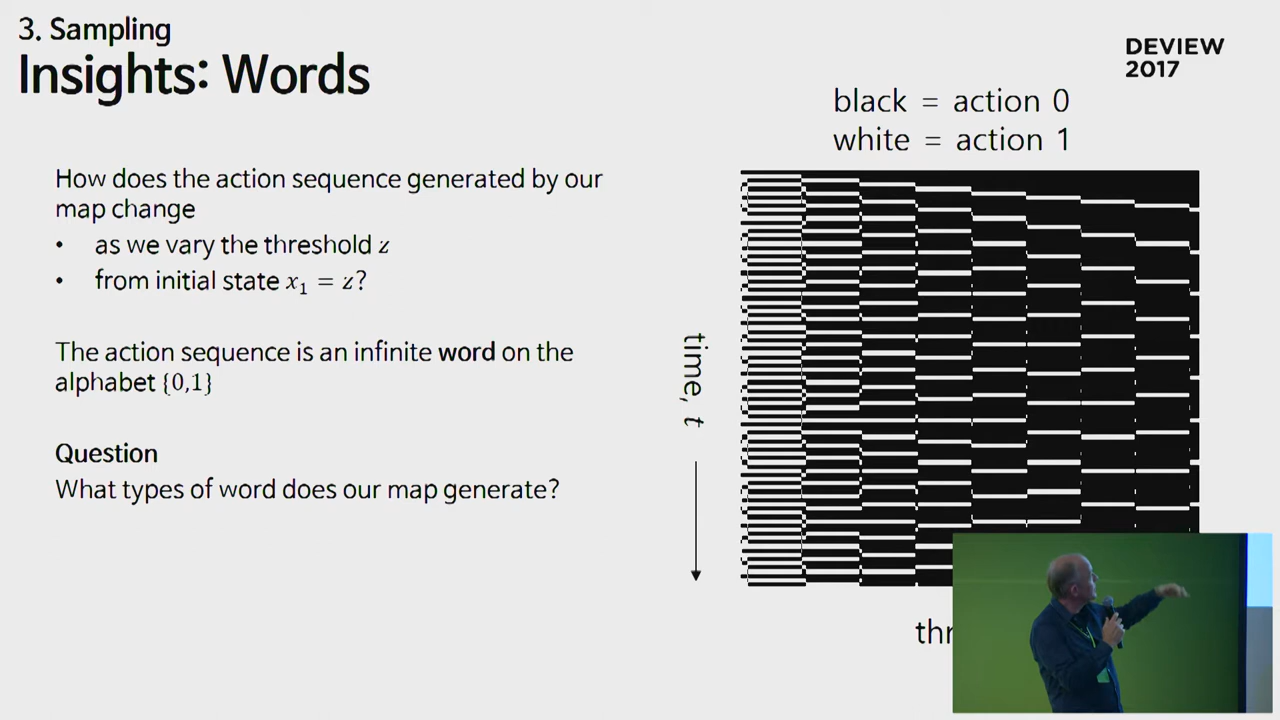 3. Sampling
Insights: Words
DEVIEW
2017
black = action 0
white = action 1
How does the action sequence generated by our
map change
• as we vary the threshold z
• from initial state x₁ = z?
The action sequence is an infinite word on the
alphabet {0,1}
Question
What types of word does our map generate?
time, t